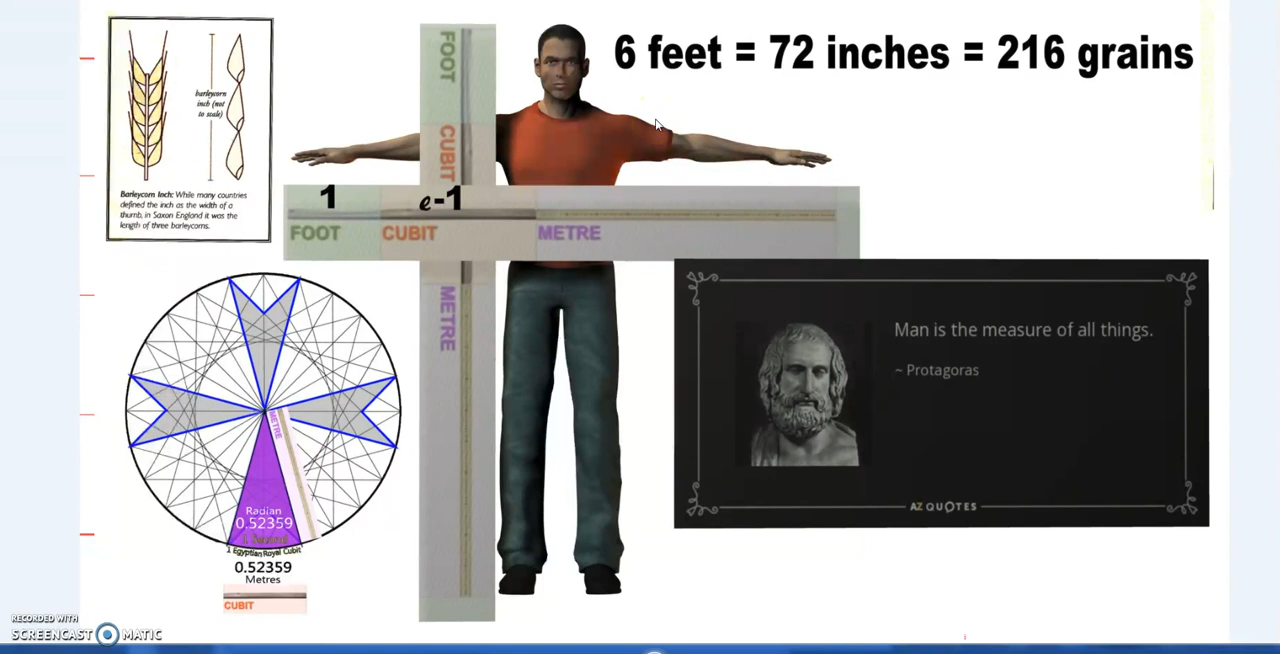 6 feet = 72 inches = 216 grains
barleycorn
inch (not
to scale)
Barleycorn Inch: While many countries
defined the inch as the width of a
thumb, in Saxon England it was the
length of three barleycorns.
FOOT
CUBIT
METRE
1
e-1
FOOT
CUBIT
METRE
METRE
Radian
0.52359
1 Second
1 Egyptian Royal Cubit
0.52359
Metres
CUBIT
Man is the measure of all things.
~ Protagoras
AZ QUOTES
RECORDED WITH
SCREENCAST MATIC